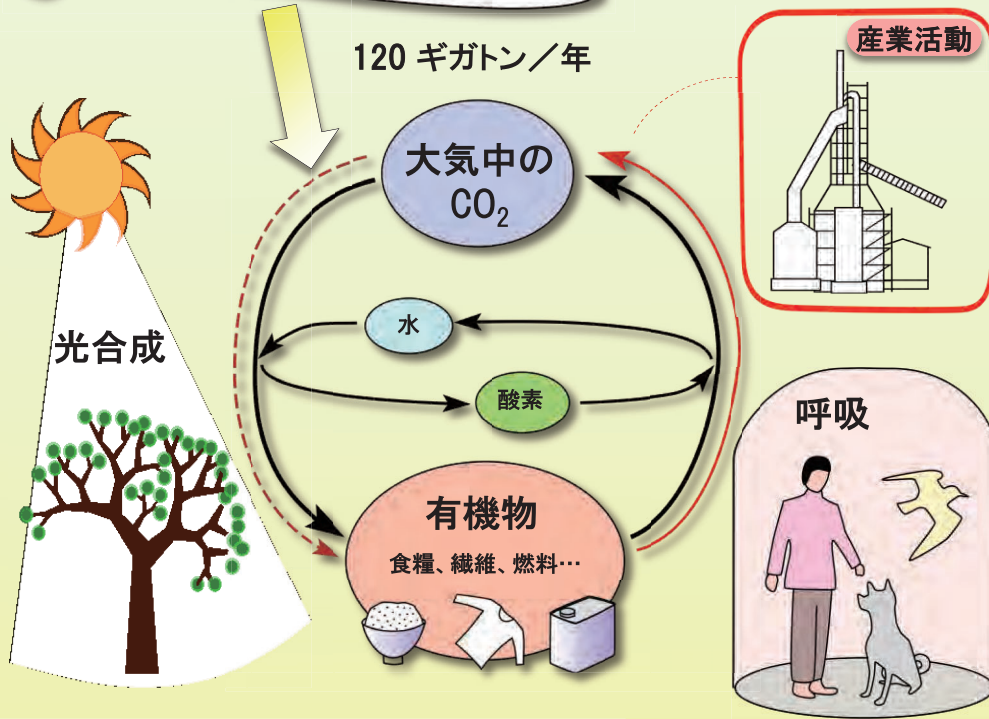 120 ギガトン／年
産業活動
大気中の
CO₂
水
光合成
酸素
呼吸
有機物
食糧、繊維、燃料…